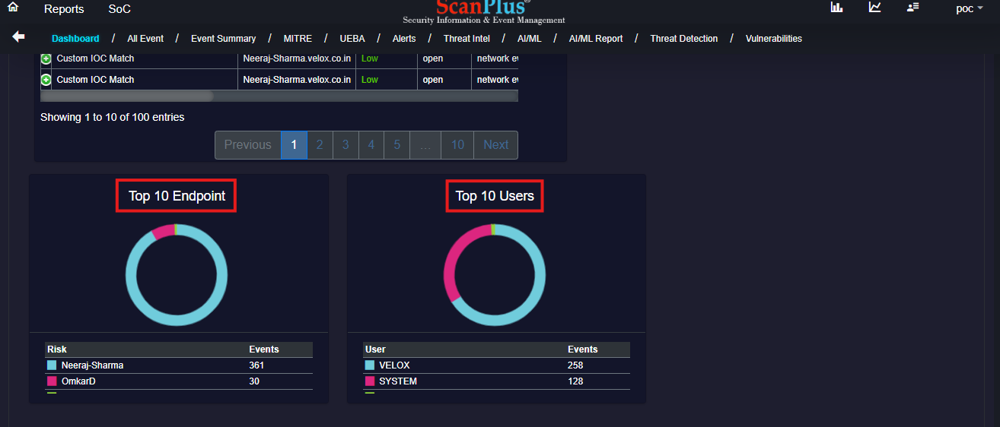 Reports SoC
ScanPlus®
Security Information & Event Management
poc
Dashboard / All Event / Event Summary / MITRE / UEBA / Alerts / Threat Intel / AI/ML / AI/ML Report / Threat Detection / Vulnerabilities
Custom IOC Match Neeraj-Sharma.velox.co.in Low open network ev
Custom IOC Match Neeraj-Sharma.velox.co.in Low open network ev
Showing 1 to 10 of 100 entries
Previous 1 2 3 4 5 ... 10 Next
Top 10 Endpoint
Risk Events
Neeraj-Sharma 361
OmkarD 30
Top 10 Users
User Events
VELOX 258
SYSTEM 128